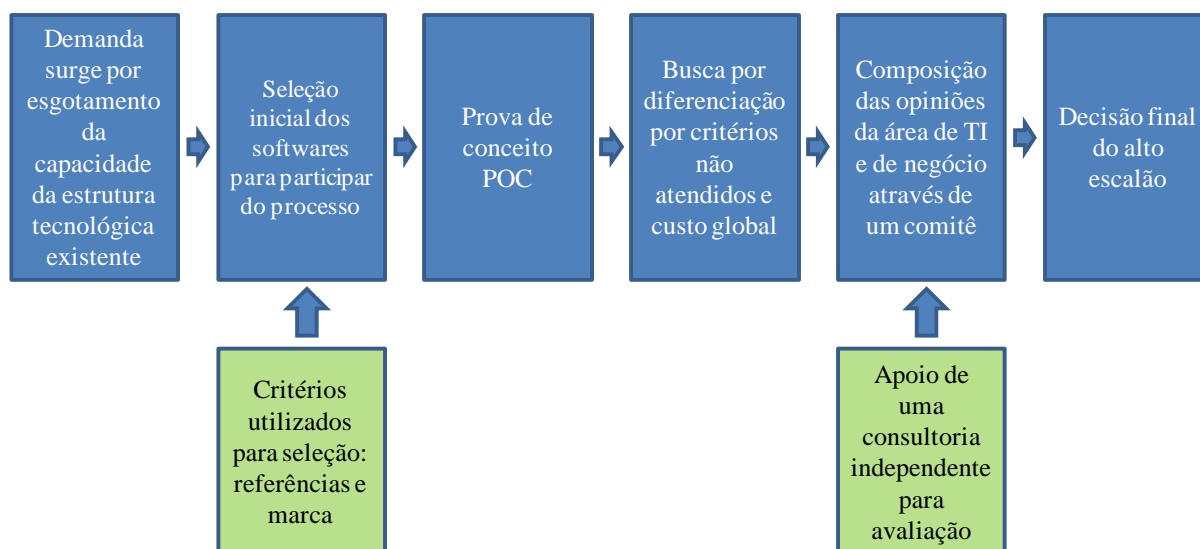 Demanda
surge por
esgotamento
da
capacidade
da estrutura
tecnológica
existente
Seleção
inicial dos
softwares
para participar
do processo
Prova de
conceito
POC
Busca por
diferenciação
por critérios
não
atendidos e
custo global
Composição
das opiniões
da área de TI
e de negócio
através de
um comitê
Decisão final
do alto
escalão
Critérios
utilizados
para seleção:
referências e
marca
Apoio de
uma
consultoria
independente
para
avaliação